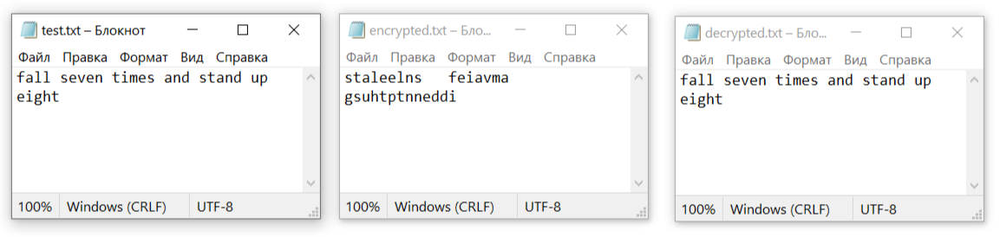 test.txt – Блокнот
Файл Правка Формат Вид Справка
fall seven times and stand up
eight
100% Windows (CRLF) UTF-8
encrypted.txt – Бло...
Файл Правка Формат Вид Справка
staleelns   feiavma
gsuhtptnneddi
100% Windows (CRLF) UTF-8
decrypted.txt – Бло...
Файл Правка Формат Вид Справка
fall seven times and stand up
eight
100% Windows (CRLF) UTF-8